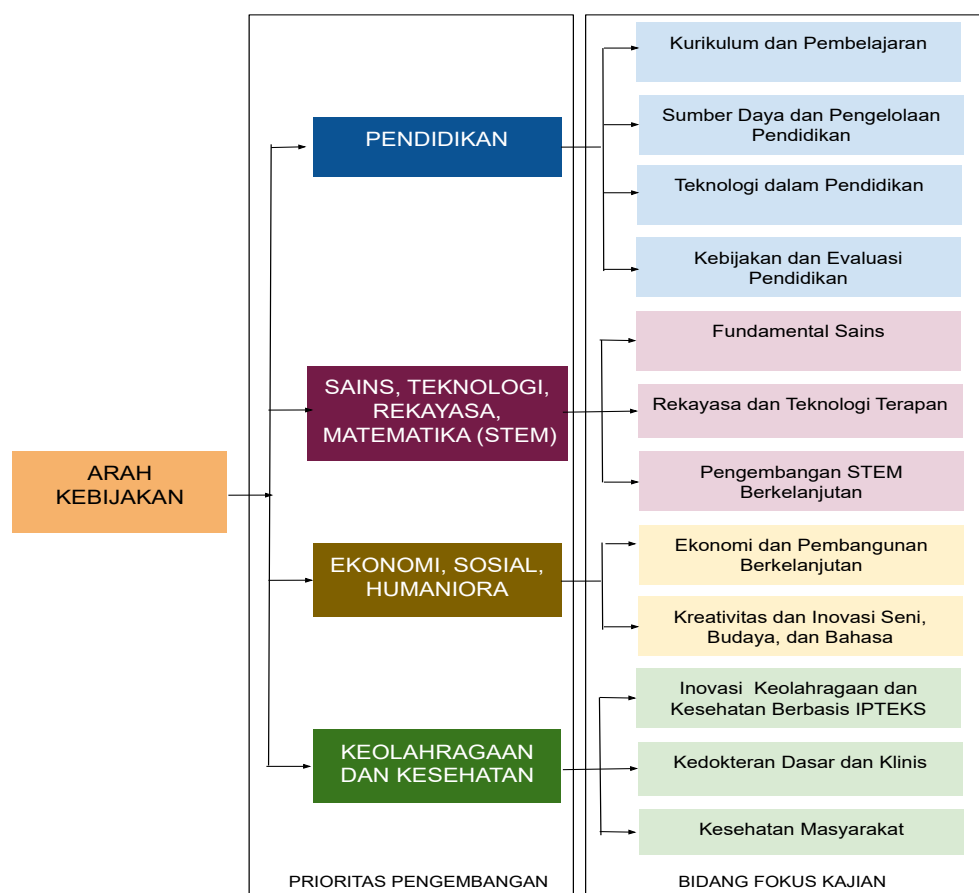 ARAH
KEBIJAKAN
PENDIDIKAN
SAINS, TEKNOLOGI,
REKAYASA,
MATEMATIKA (STEM)
EKONOMI, SOSIAL,
HUMANIORA
KEOLAHRAGAAN
DAN KESEHATAN
PRIORITAS PENGEMBANGAN
Kurikulum dan Pembelajaran
Sumber Daya dan Pengelolaan
Pendidikan
Teknologi dalam Pendidikan
Kebijakan dan Evaluasi
Pendidikan
Fundamental Sains
Rekayasa dan Teknologi Terapan
Pengembangan STEM
Berkelanjutan
Ekonomi dan Pembangunan
Berkelanjutan
Kreativitas dan Inovasi Seni,
Budaya, dan Bahasa
Inovasi  Keolahragaan dan
Kesehatan Berbasis IPTEKS
Kedokteran Dasar dan Klinis
Kesehatan Masyarakat
BIDANG FOKUS KAJIAN